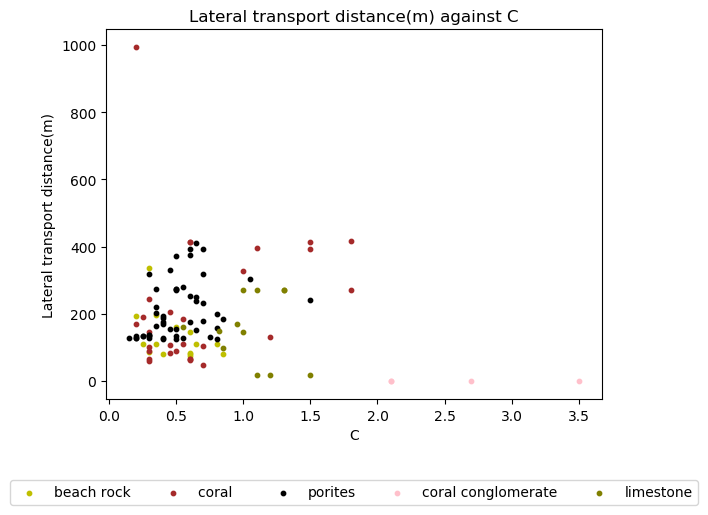 Lateral transport distance(m) against C
Lateral transport distance(m)
1000
800
600
400
200
0
0.0 0.5 1.0 1.5 2.0 2.5 3.0 3.5
C
beach rock coral porites coral conglomerate limestone